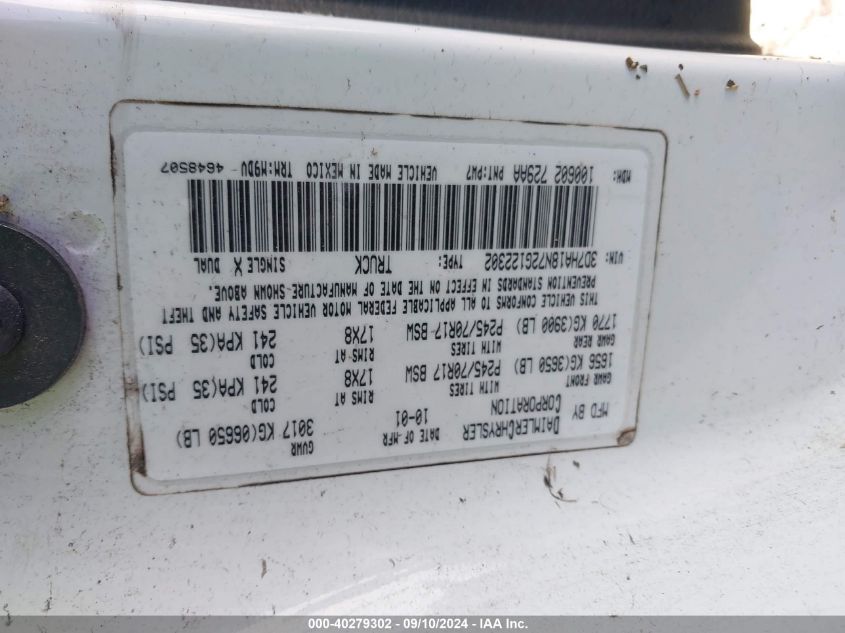 MFD BY DAIMLERCHRYSLER CORPORATION DATE OF MFR 10-01 GVWR 3017 KG(06650 LB)
GAWR FRONT WITH TIRES RIMS AT COLD
1656 KG(3650 LB) P245/70R17 BSW 17X8 241 KPA(35 PSI)
GAWR REAR WITH TIRES RIMS AT COLD
1770 KG(3900 LB) P245/70R17 BSW 17X8 241 KPA(35 PSI)
THIS VEHICLE CONFORMS TO ALL APPLICABLE FEDERAL MOTOR VEHICLE SAFETY AND THEFT
PREVENTION STANDARDS IN EFFECT ON THE DATE OF MANUFACTURE SHOWN ABOVE.
VIN: 3D7HA18N72G122302 TYPE: TRUCK SINGLE X DUAL
MDH: 100602 729AA PNT:PW7 VEHICLE MADE IN MEXICO TRM:M9DV 4648507
000-40279302 - 09/10/2024 - IAA Inc.